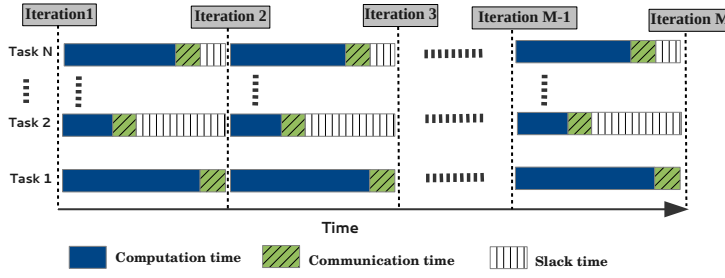 Iteration1
Iteration 2
Iteration 3
Iteration M-1
Iteration M
Task N
Task 2
Task 1
Time
Computation time
Communication time
Slack time